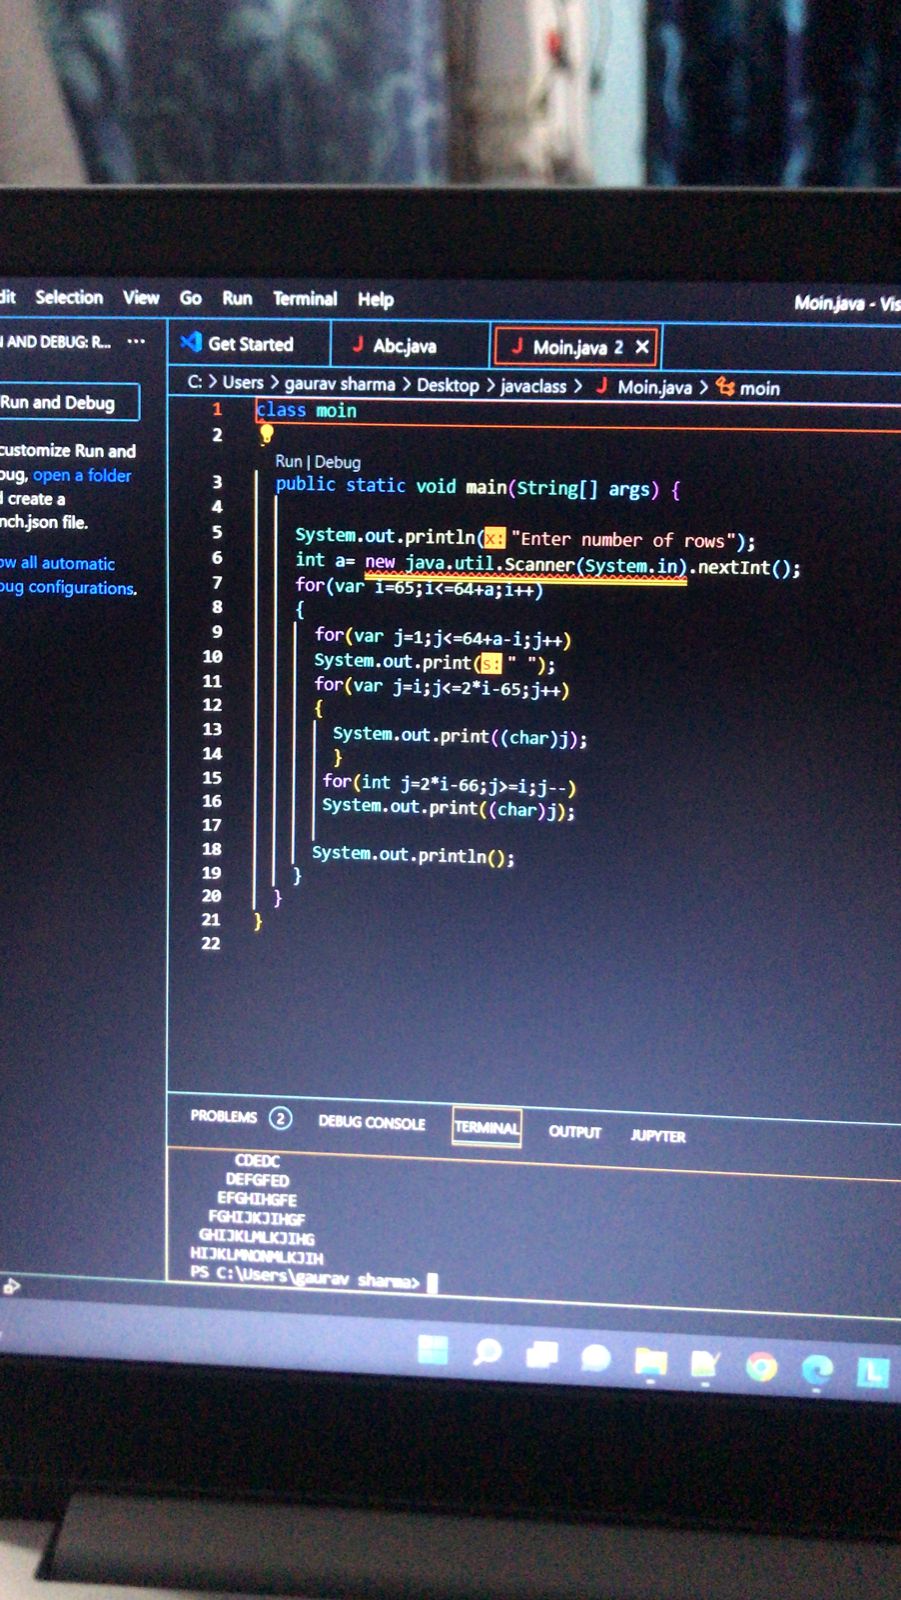 Selection View Go Run Terminal Help
Moin.java - Vis
AND DEBUG: R... ...
Run and Debug
customize Run and
open a folder
create a
file.
all automatic
configurations.
Get Started
J Abc.java
J Moin.java 2 X
C: > Users > gaurav sharma > Desktop > javaclass > J Moin.java > moin
1 class moin
2
Run | Debug
3 public static void main(String[] args) {
4
5 System.out.println(x: "Enter number of rows");
6 int a= new java.util.Scanner(System.in).nextInt();
7 for(var i=65;i<=64+a;i++)
8 {
9 for(var j=1;j<=64+a-i;j++)
10 System.out.print(s: " ");
11 for(var j=i;j<=2*i-65;j++)
12 {
13 System.out.print((char)j);
14 }
15 for(int j=2*i-66;j>=i;j--)
16 System.out.print((char)j);
17
18 System.out.println();
19 }
20 }
21 }
22
PROBLEMS 2 DEBUG CONSOLE TERMINAL OUTPUT JUPYTER
CDEDC
DEFGFED
EFGHIHGFE
FGHIJKJIHGF
GHIJKLMLKJIHG
HIJKLMNONMLKJIH
PS C:\Users\gaurav sharma>